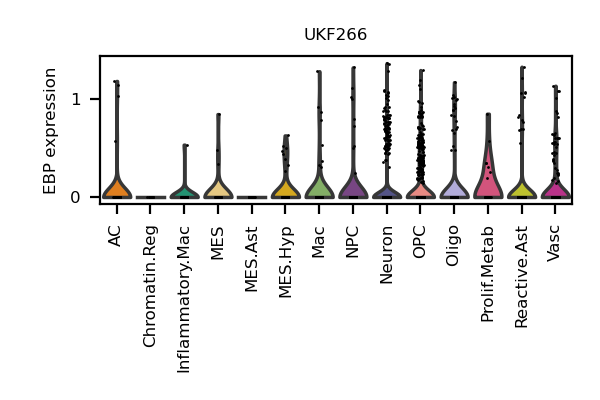 UKF266
EBP expression
1
0
AC
Chromatin.Reg
Inflammatory.Mac
MES
MES.Ast
MES.Hyp
Mac
NPC
Neuron
OPC
Oligo
Prolif.Metab
Reactive.Ast
Vasc